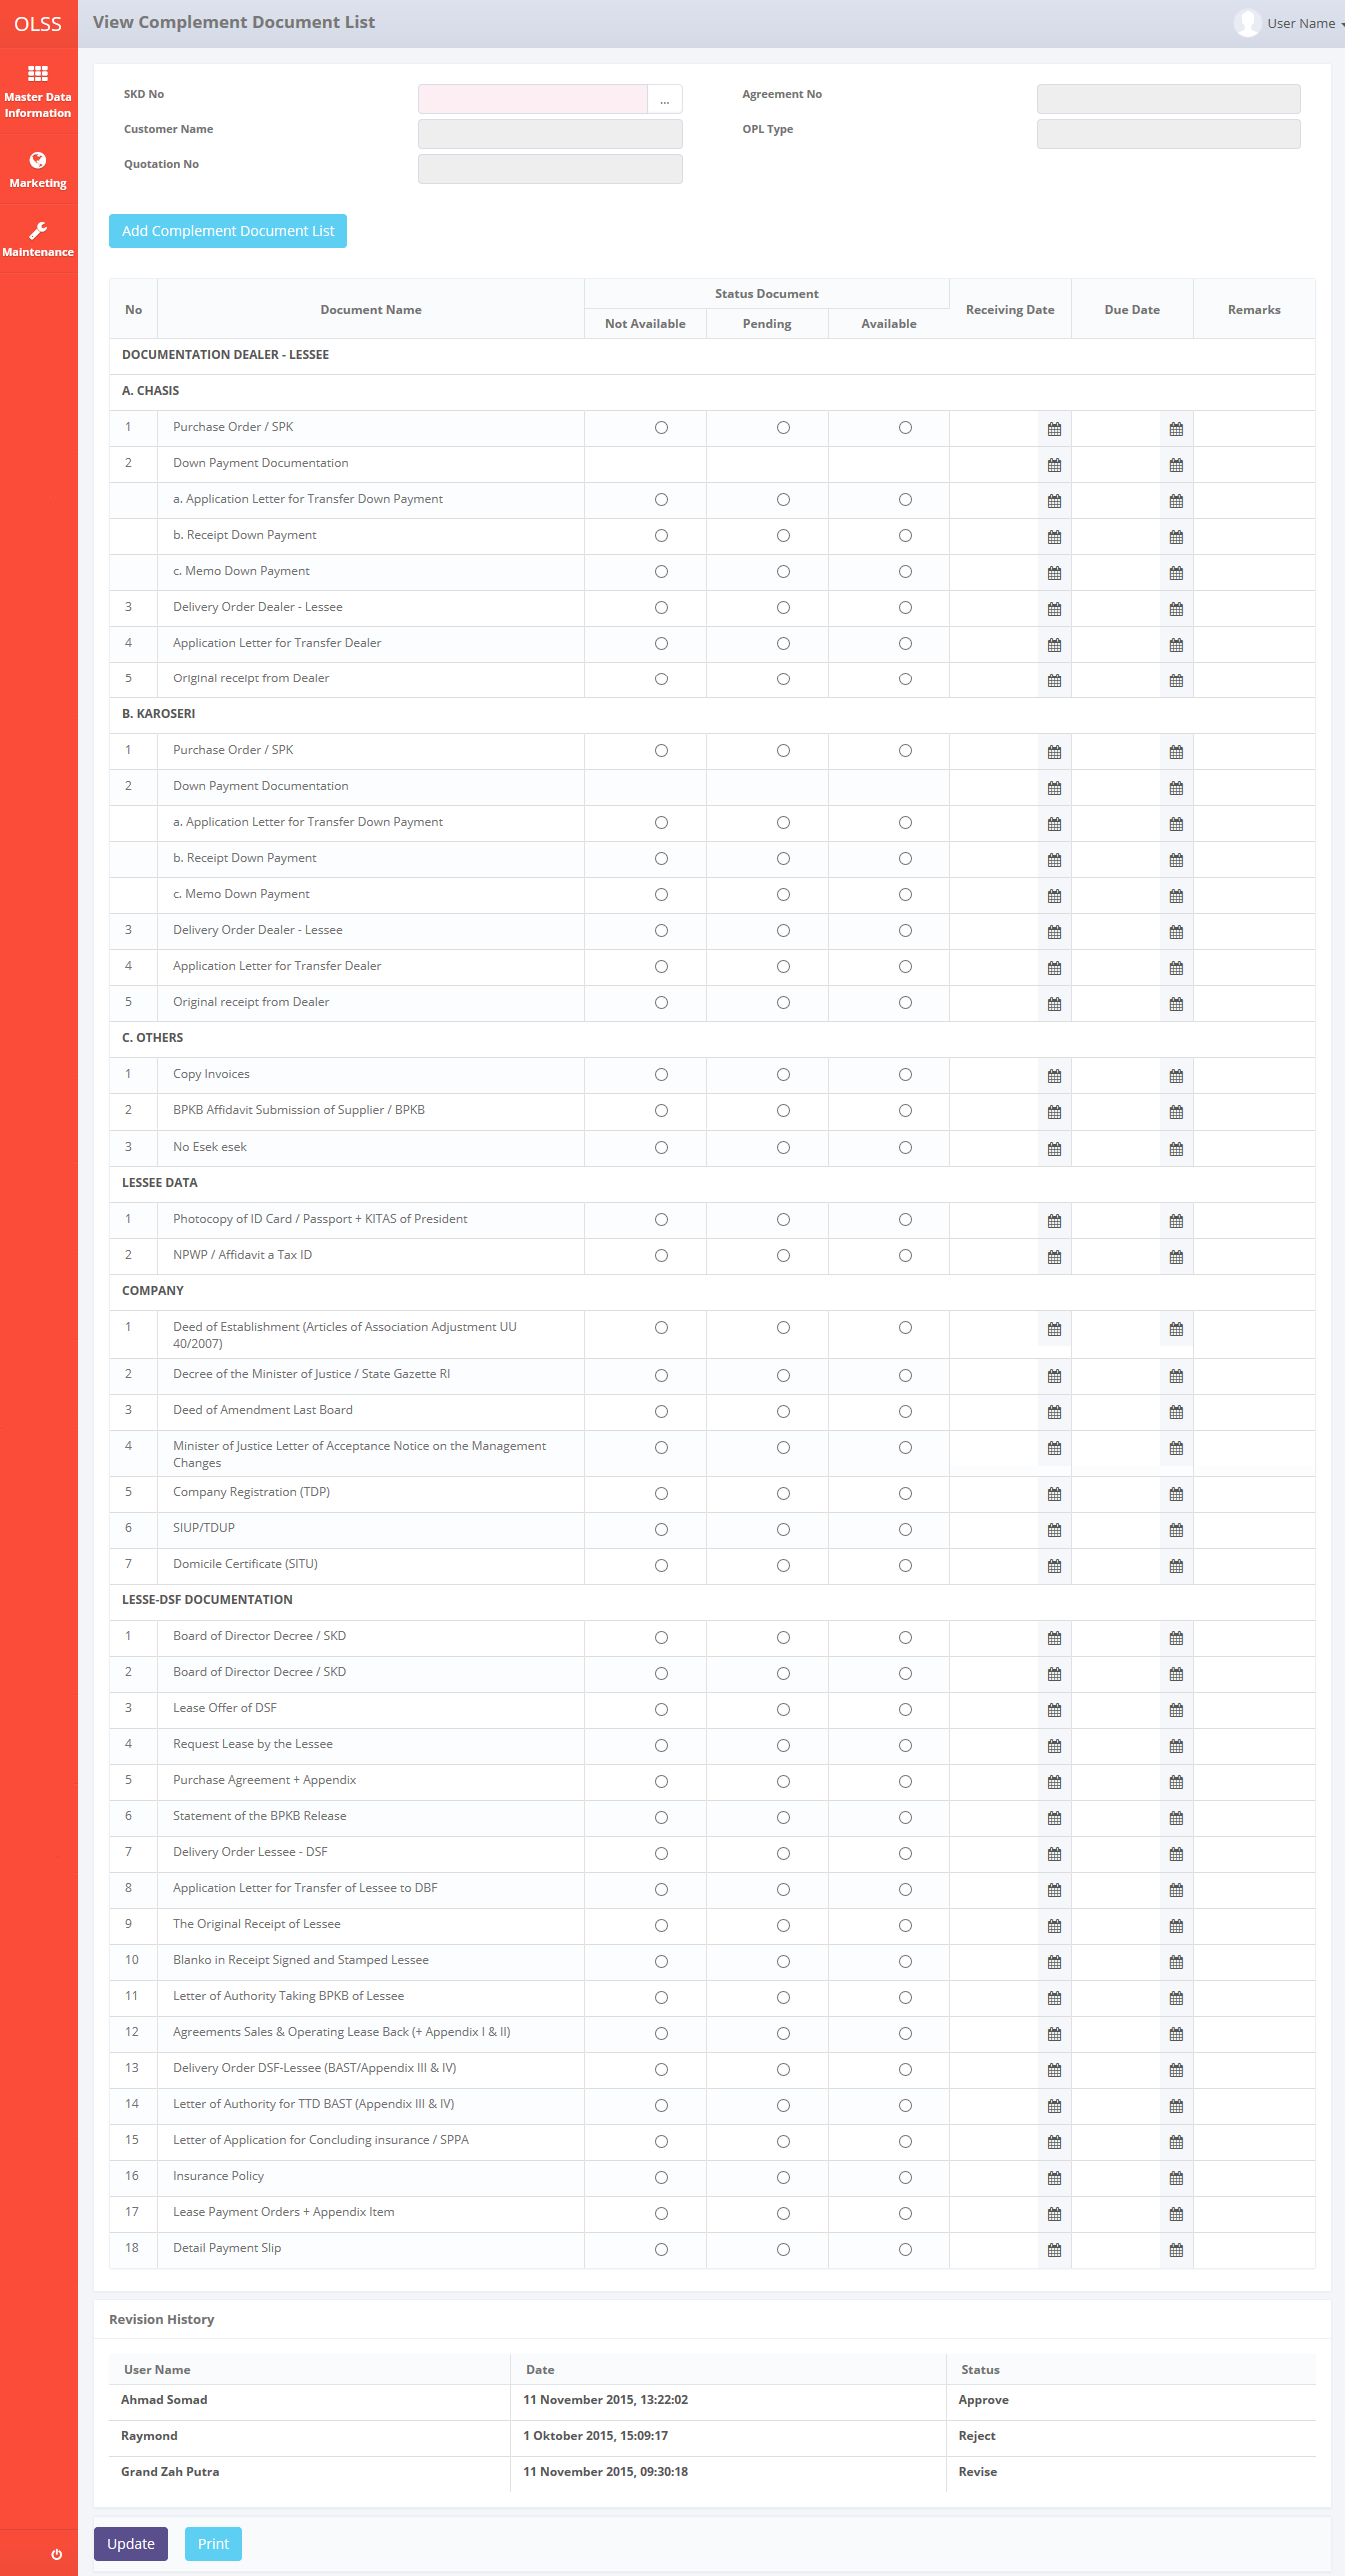 OLSS
View Complement Document List
User Name
Master Data
Information
Marketing
Maintenance
SKD No
...
Agreement No
Customer Name
OPL Type
Quotation No
Add Complement Document List
No Document Name Status Document Receiving Date Due Date Remarks
Not Available Pending Available
DOCUMENTATION DEALER - LESSEE
A. CHASIS
1 Purchase Order / SPK
2 Down Payment Documentation
a. Application Letter for Transfer Down Payment
b. Receipt Down Payment
c. Memo Down Payment
3 Delivery Order Dealer - Lessee
4 Application Letter for Transfer Dealer
5 Original receipt from Dealer
B. KAROSERI
1 Purchase Order / SPK
2 Down Payment Documentation
a. Application Letter for Transfer Down Payment
b. Receipt Down Payment
c. Memo Down Payment
3 Delivery Order Dealer - Lessee
4 Application Letter for Transfer Dealer
5 Original receipt from Dealer
C. OTHERS
1 Copy Invoices
2 BPKB Affidavit Submission of Supplier / BPKB
3 No Esek esek
LESSEE DATA
1 Photocopy of ID Card / Passport + KITAS of President
2 NPWP / Affidavit a Tax ID
COMPANY
1 Deed of Establishment (Articles of Association Adjustment UU
40/2007)
2 Decree of the Minister of Justice / State Gazette RI
3 Deed of Amendment Last Board
4 Minister of Justice Letter of Acceptance Notice on the Management
Changes
5 Company Registration (TDP)
6 SIUP/TDUP
7 Domicile Certificate (SITU)
LESSE-DSF DOCUMENTATION
1 Board of Director Decree / SKD
2 Board of Director Decree / SKD
3 Lease Offer of DSF
4 Request Lease by the Lessee
5 Purchase Agreement + Appendix
6 Statement of the BPKB Release
7 Delivery Order Lessee - DSF
8 Application Letter for Transfer of Lessee to DBF
9 The Original Receipt of Lessee
10 Blanko in Receipt Signed and Stamped Lessee
11 Letter of Authority Taking BPKB of Lessee
12 Agreements Sales & Operating Lease Back (+ Appendix I & II)
13 Delivery Order DSF-Lessee (BAST/Appendix III & IV)
14 Letter of Authority for TTD BAST (Appendix III & IV)
15 Letter of Application for Concluding insurance / SPPA
16 Insurance Policy
17 Lease Payment Orders + Appendix Item
18 Detail Payment Slip
Revision History
User Name Date Status
Ahmad Somad 11 November 2015, 13:22:02 Approve
Raymond 1 Oktober 2015, 15:09:17 Reject
Grand Zah Putra 11 November 2015, 09:30:18 Revise
Update Print